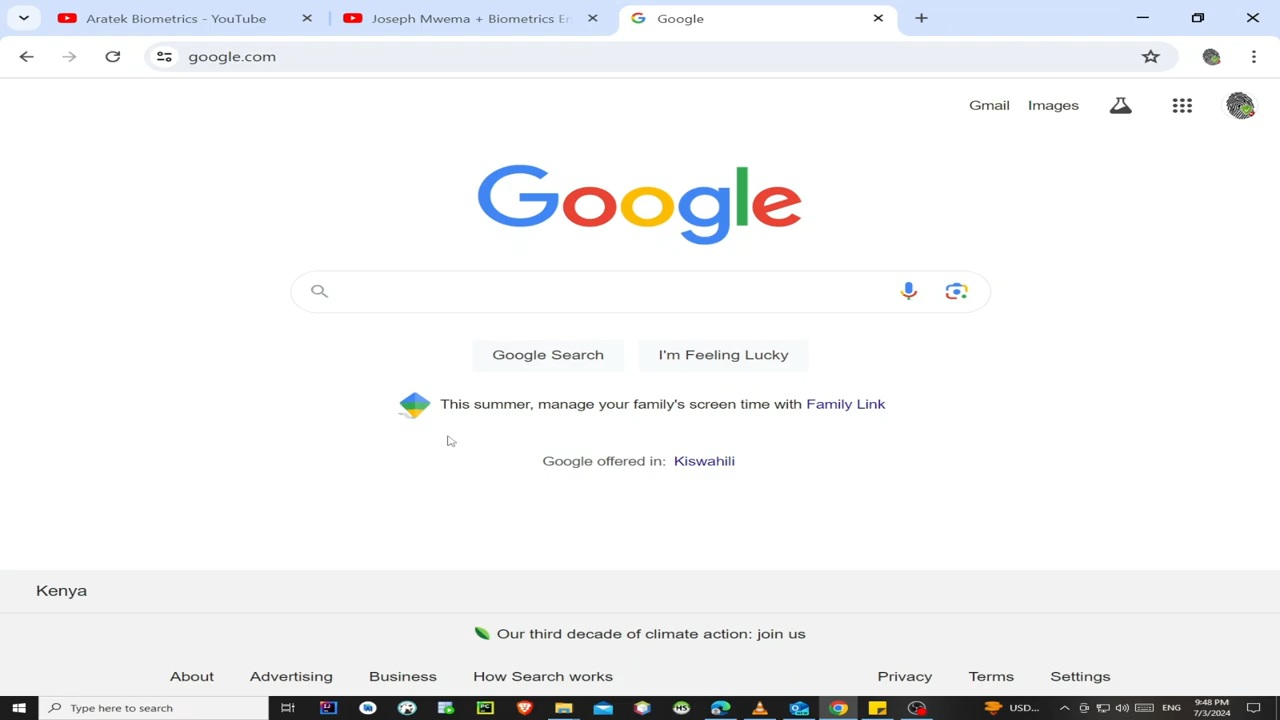 Aratek Biometrics - YouTube
Joseph Mwema + Biometrics En
Google
google.com
Gmail
Images
Google
Google Search
I'm Feeling Lucky
This summer, manage your family's screen time with Family Link
Google offered in: Kiswahili
Kenya
Our third decade of climate action: join us
About
Advertising
Business
How Search works
Privacy
Terms
Settings
Type here to search
USD...
ENG
9:48 PM
7/3/2024